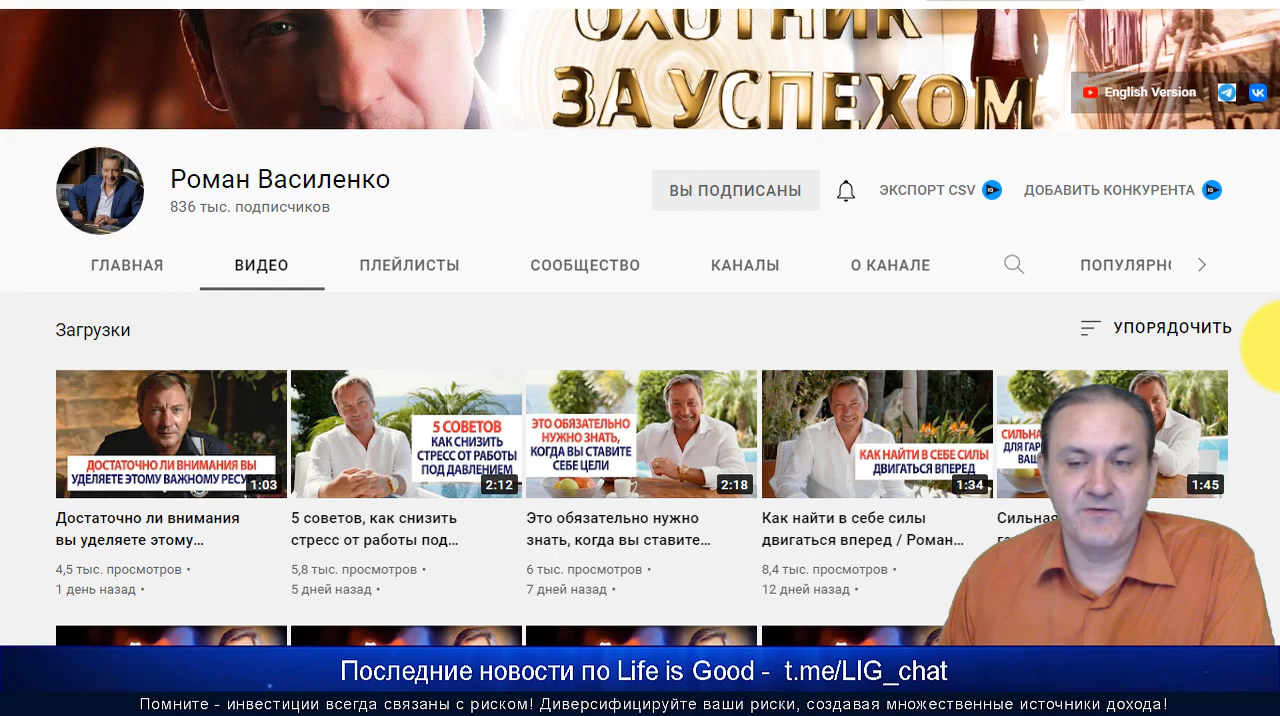 ОХОТНИК
ЗА УСПЕХОМ
English Version
Роман Василенко
836 тыс. подписчиков
ВЫ ПОДПИСАНЫ
ЭКСПОРТ CSV
ДОБАВИТЬ КОНКУРЕНТА
ГЛАВНАЯ ВИДЕО ПЛЕЙЛИСТЫ СООБЩЕСТВО КАНАЛЫ О КАНАЛЕ
Загрузки
УПОРЯДОЧИТЬ
ДОСТАТОЧНО ЛИ ВНИМАНИЯ ВЫ
УДЕЛЯЕТЕ ЭТОМУ ВАЖНОМУ
1:03
5 СОВЕТОВ
КАК СНИЗИТЬ
СТРЕСС ОТ РАБОТЫ
ПОД ДАВЛЕНИЕМ
2:12
ЭТО ОБЯЗАТЕЛЬНО
НУЖНО ЗНАТЬ,
КОГДА ВЫ СТАВИТЕ
СЕБЕ ЦЕЛИ
2:18
КАК НАЙТИ В СЕБЕ СИЛЫ
ДВИГАТЬСЯ ВПЕРЕД
1:34
1:45
Достаточно ли внимания
вы уделяете этому...
4,5 тыс. просмотров •
1 день назад •
5 советов, как снизить
стресс от работы под...
5,8 тыс. просмотров •
5 дней назад •
Это обязательно нужно
знать, когда вы ставите...
6 тыс. просмотров •
7 дней назад •
Как найти в себе силы
двигаться вперед / Роман...
8,4 тыс. просмотров •
12 дней назад •
Последние новости по Life is Good - t.me/LIG_chat
Помните - инвестиции всегда связаны с риском! Диверсифицируйте ваши риски, создавая множественные источники дохода!